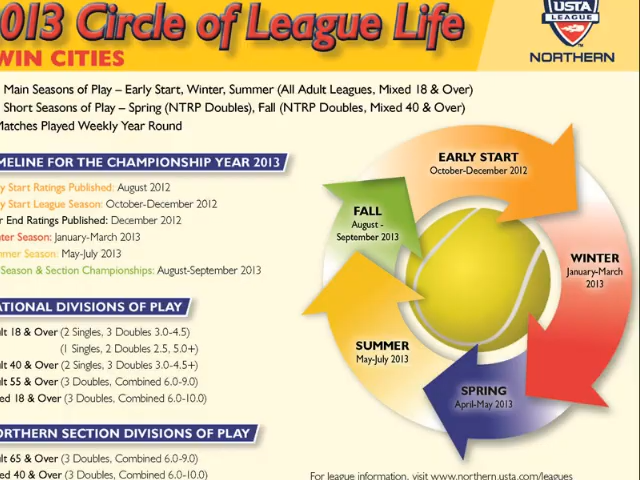 013 Circle of League Life
WIN CITIES
USTA
LEAGUE
NORTHERN
Main Seasons of Play – Early Start, Winter, Summer (All Adult Leagues, Mixed 18 & Over)
Short Seasons of Play – Spring (NTRP Doubles), Fall (NTRP Doubles, Mixed 40 & Over)
Matches Played Weekly Year Round
MELINE FOR THE CHAMPIONSHIP YEAR 2013
y Start Ratings Published: August 2012
y Start League Season: October-December 2012
r End Ratings Published: December 2012
ter Season: January-March 2013
mer Season: May-July 2013
Season & Section Championships: August-September 2013
ATIONAL DIVISIONS OF PLAY
ult 18 & Over (2 Singles, 3 Doubles 3.0-4.5)
(1 Singles, 2 Doubles 2.5, 5.0+)
ult 40 & Over (2 Singles, 3 Doubles 3.0-4.5+)
ult 55 & Over (3 Doubles, Combined 6.0-9.0)
ed 18 & Over (3 Doubles, Combined 6.0-10.0)
ORTHERN SECTION DIVISIONS OF PLAY
ult 65 & Over (3 Doubles, Combined 6.0-9.0)
ed 40 & Over (3 Doubles, Combined 6.0-10.0)
EARLY START
October-December 2012
WINTER
January-March
2013
SPRING
April-May 2013
SUMMER
May-July 2013
FALL
August -
September 2013
For league information, visit www.northern.usta.com/leagues